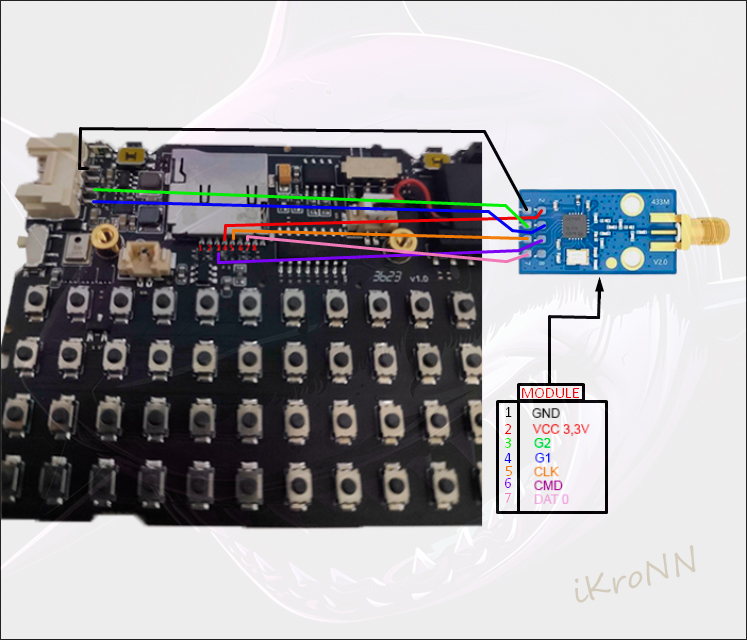 433M
V2.0
3623 v1.0
MODULE
1 GND
2 VCC 3,3V
3 G2
4 G1
5 CLK
6 CMD
7 DAT 0
iKroNN